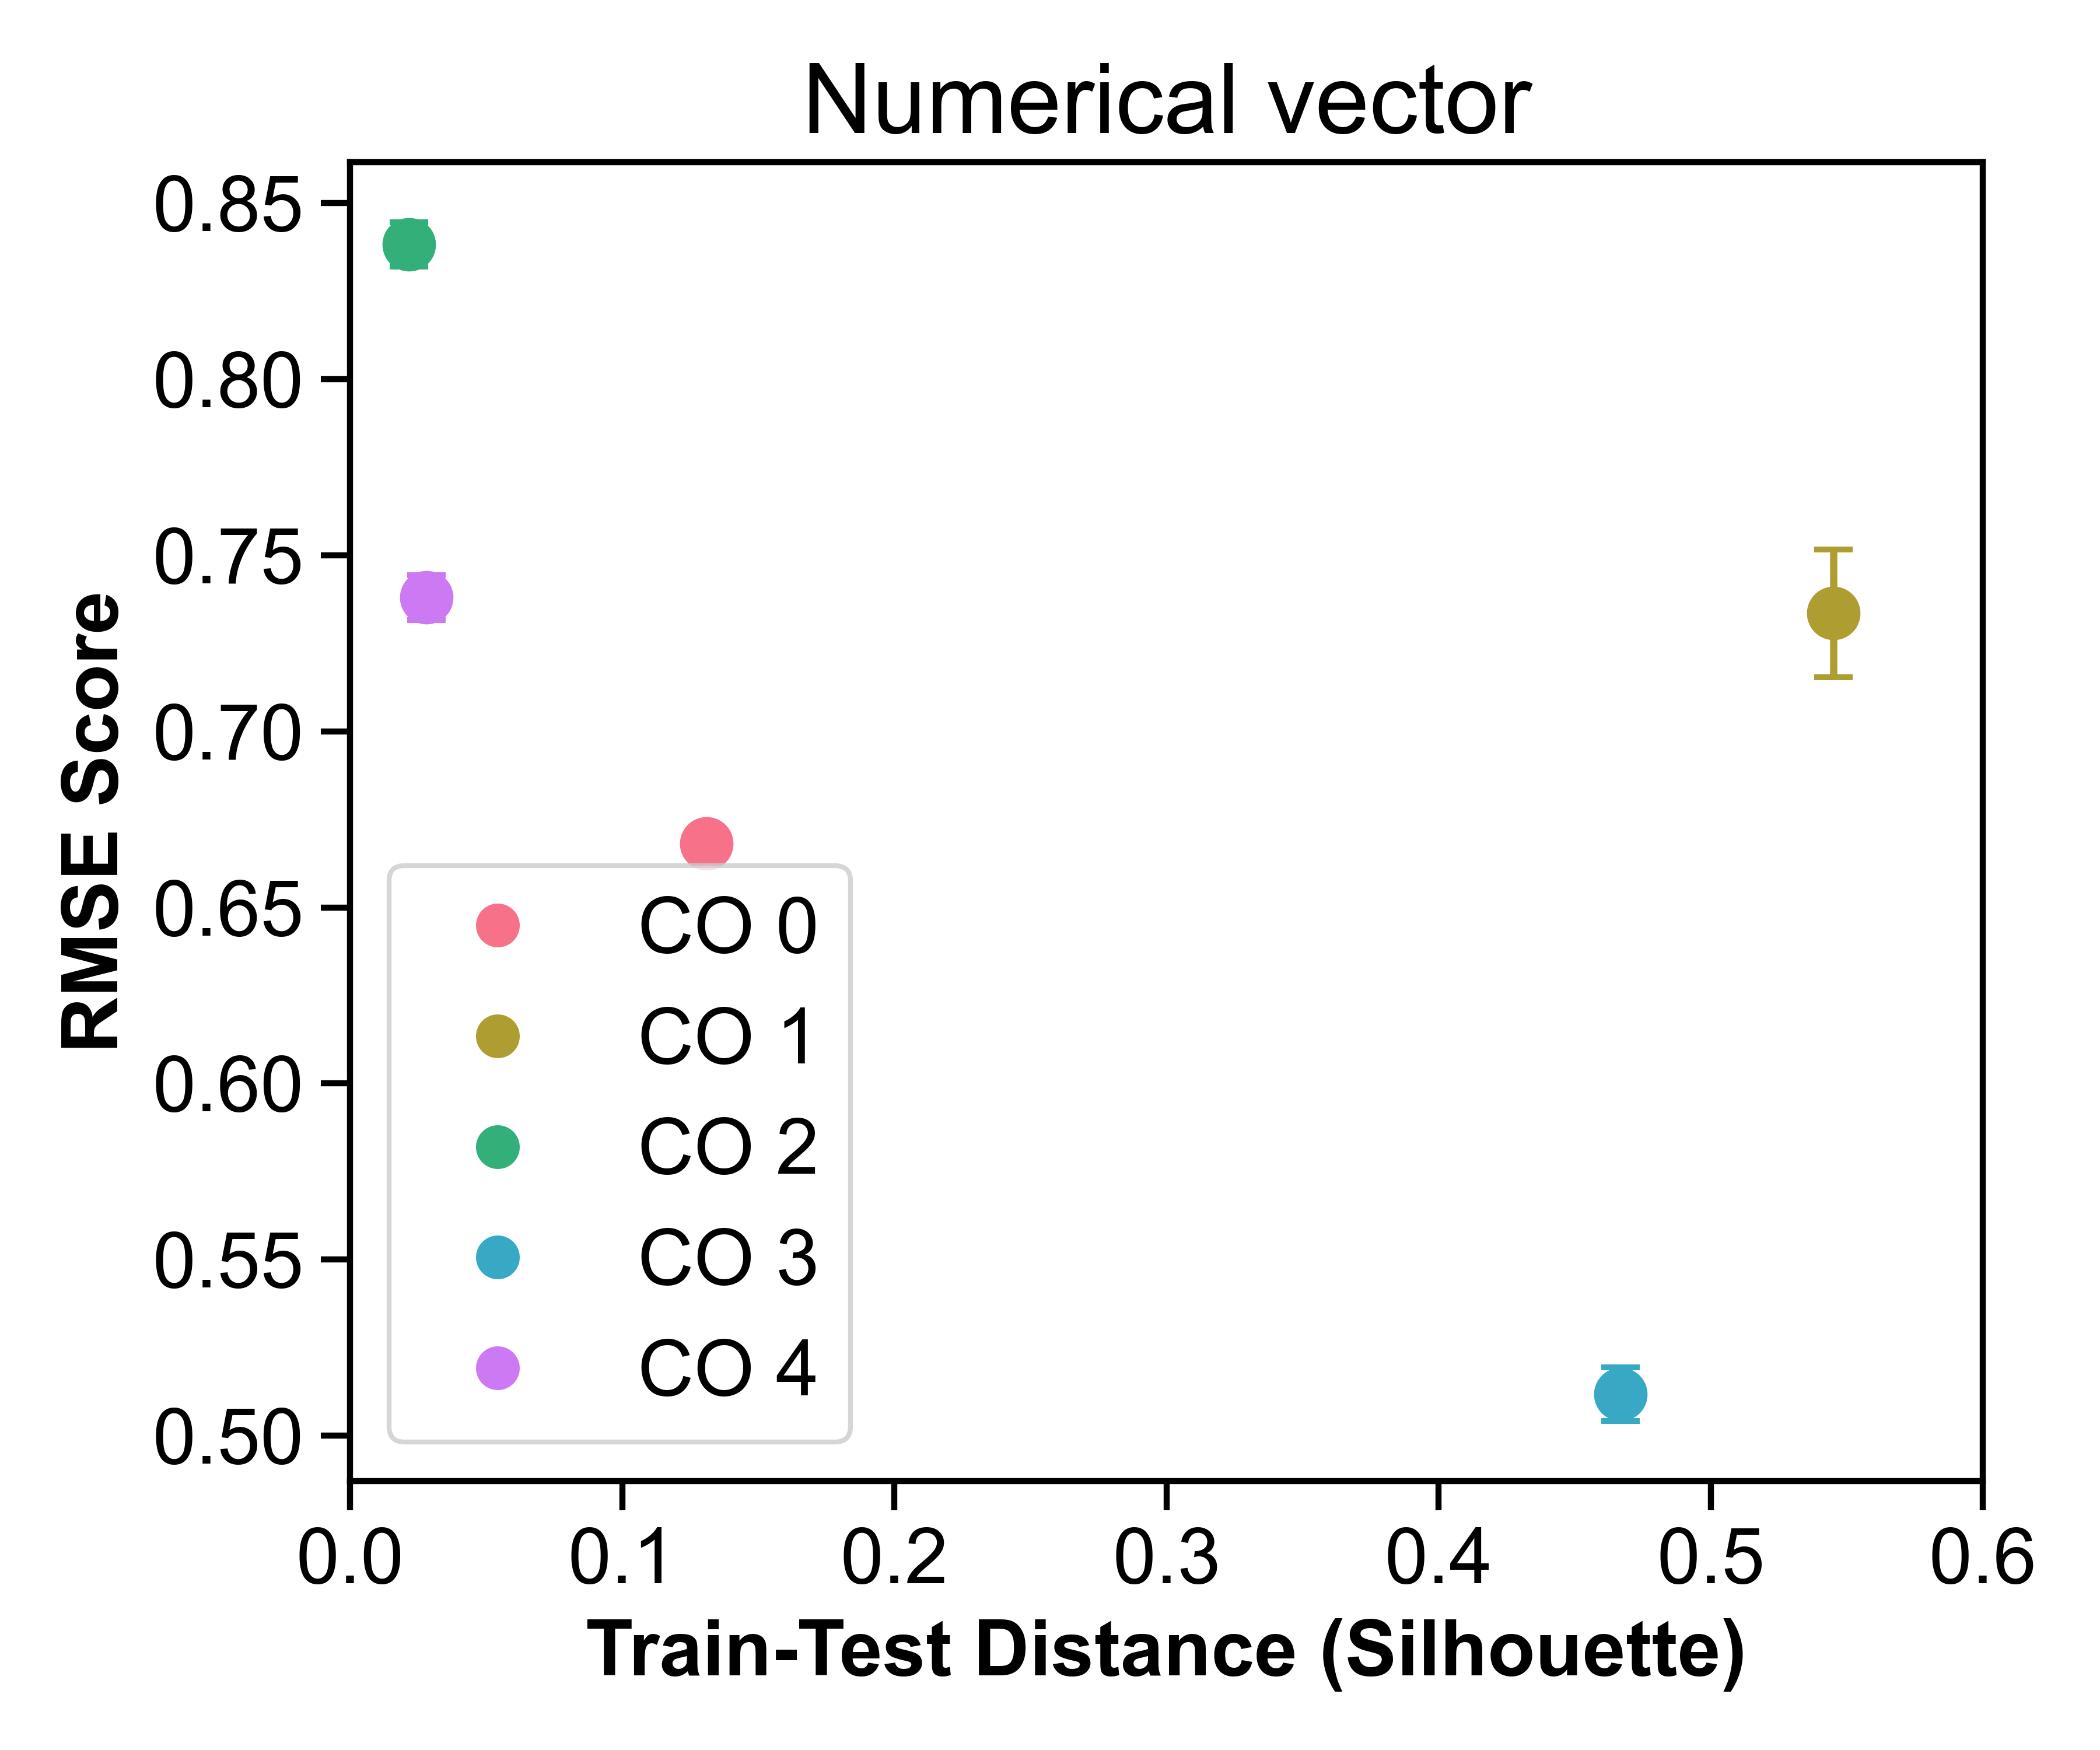 Numerical vector
0.85
0.80
0.75
0.70
0.65
0.60
0.55
0.50
RMSE Score
CO 0
CO 1
CO 2
CO 3
CO 4
0.0 0.1 0.2 0.3 0.4 0.5 0.6
Train-Test Distance (Silhouette)